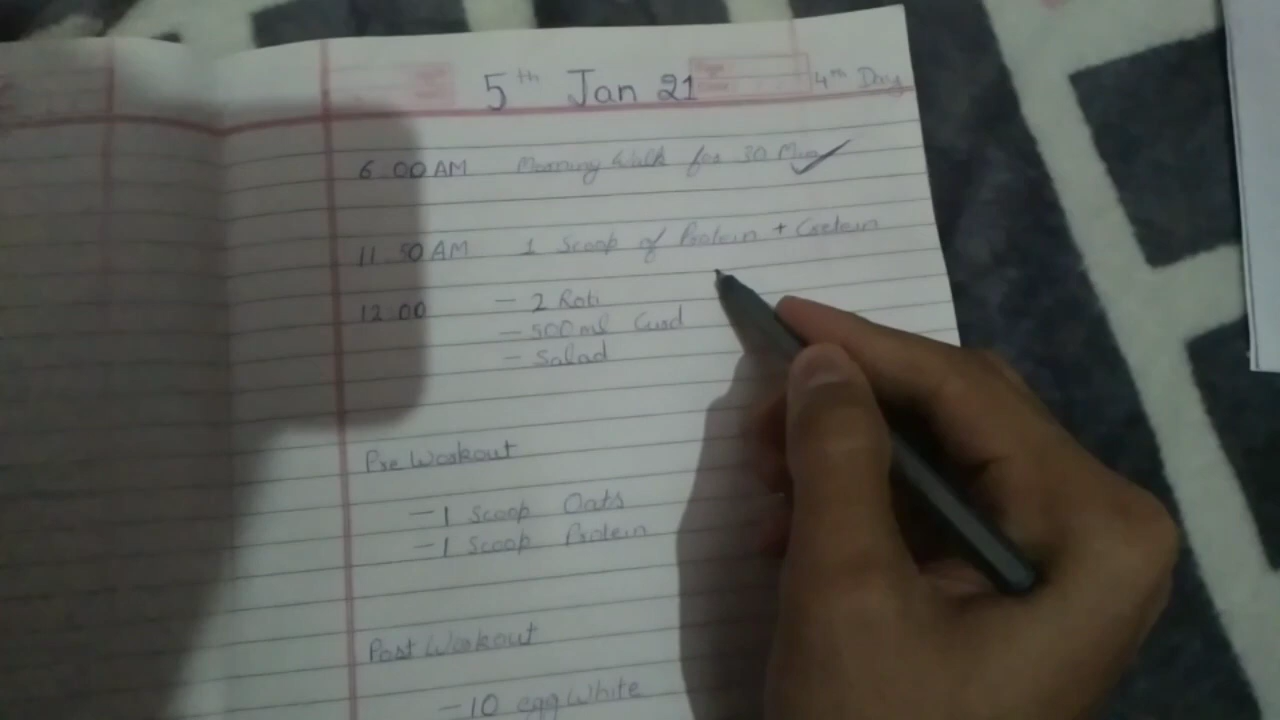 5th Jan 21
4th Day
6 00 AM Morning Walk for 30 Min
11 50 AM 1 Scoop of Protein + Cretein
12 00 - 2 Roti
- 500 ml Curd
- Salad
Pre Workout
- 1 Scoop Oats
- 1 Scoop Protein
Post Workout
- 10 egg White